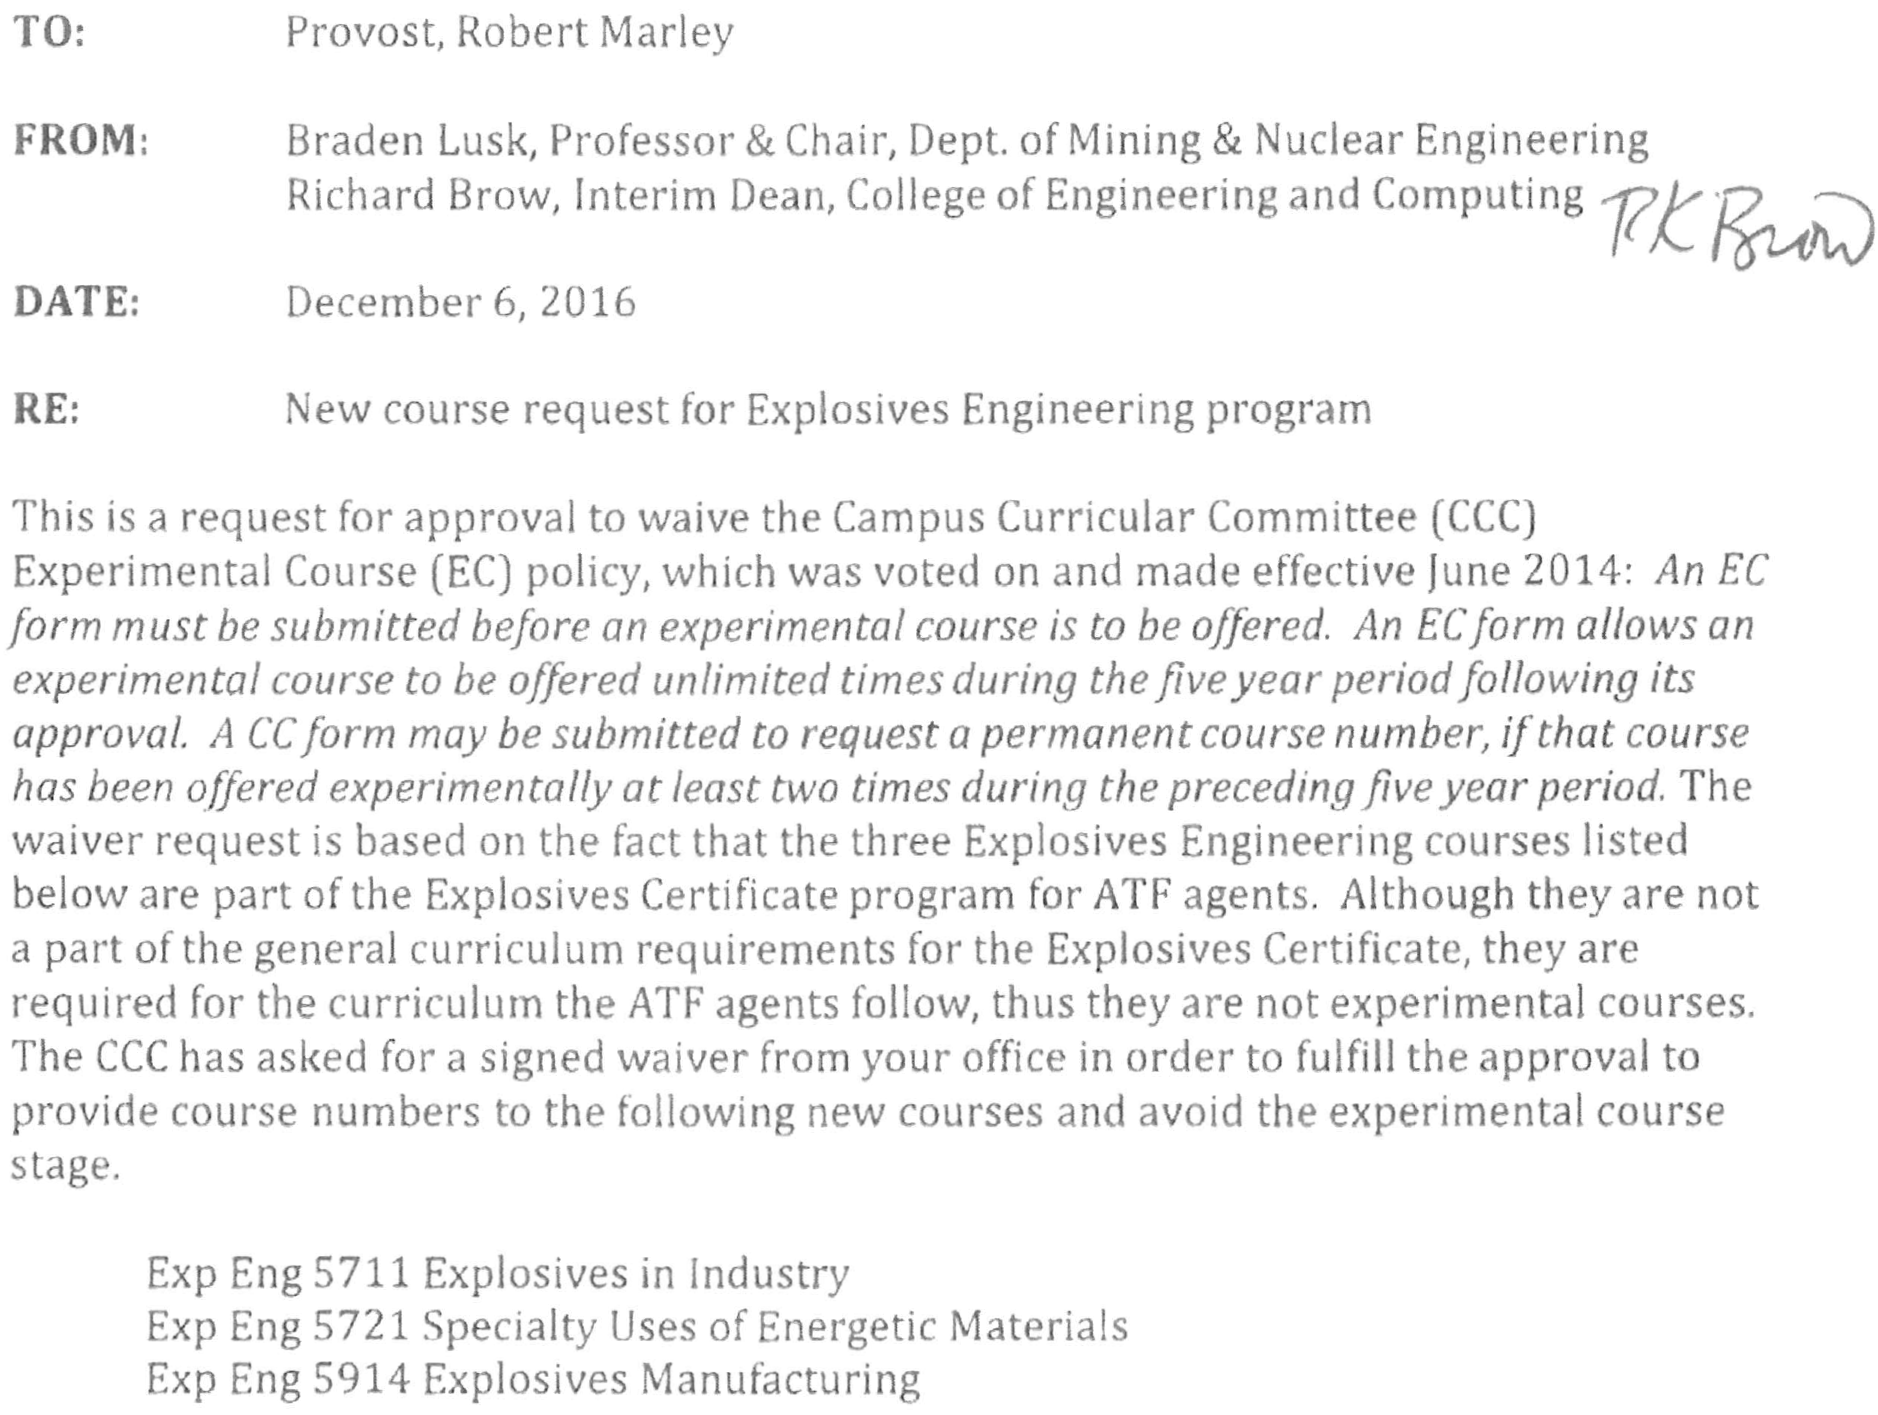 TO: Provost, Robert Marley
FROM: Braden Lusk, Professor & Chair, Dept. of Mining & Nuclear Engineering
Richard Brow, Interim Dean, College of Engineering and Computing RK Brow
DATE: December 6, 2016
RE: New course request for Explosives Engineering program
This is a request for approval to waive the Campus Curricular Committee (CCC)
Experimental Course (EC) policy, which was voted on and made effective June 2014: An EC
form must be submitted before an experimental course is to be offered. An EC form allows an
experimental course to be offered unlimited times during the five year period following its
approval. A CC form may be submitted to request a permanent course number, if that course
has been offered experimentally at least two times during the preceding five year period. The
waiver request is based on the fact that the three Explosives Engineering courses listed
below are part of the Explosives Certificate program for ATF agents. Although they are not
a part of the general curriculum requirements for the Explosives Certificate, they are
required for the curriculum the ATF agents follow, thus they are not experimental courses.
The CCC has asked for a signed waiver from your office in order to fulfill the approval to
provide course numbers to the following new courses and avoid the experimental course
stage.
Exp Eng 5711 Explosives in Industry
Exp Eng 5721 Specialty Uses of Energetic Materials
Exp Eng 5914 Explosives Manufacturing